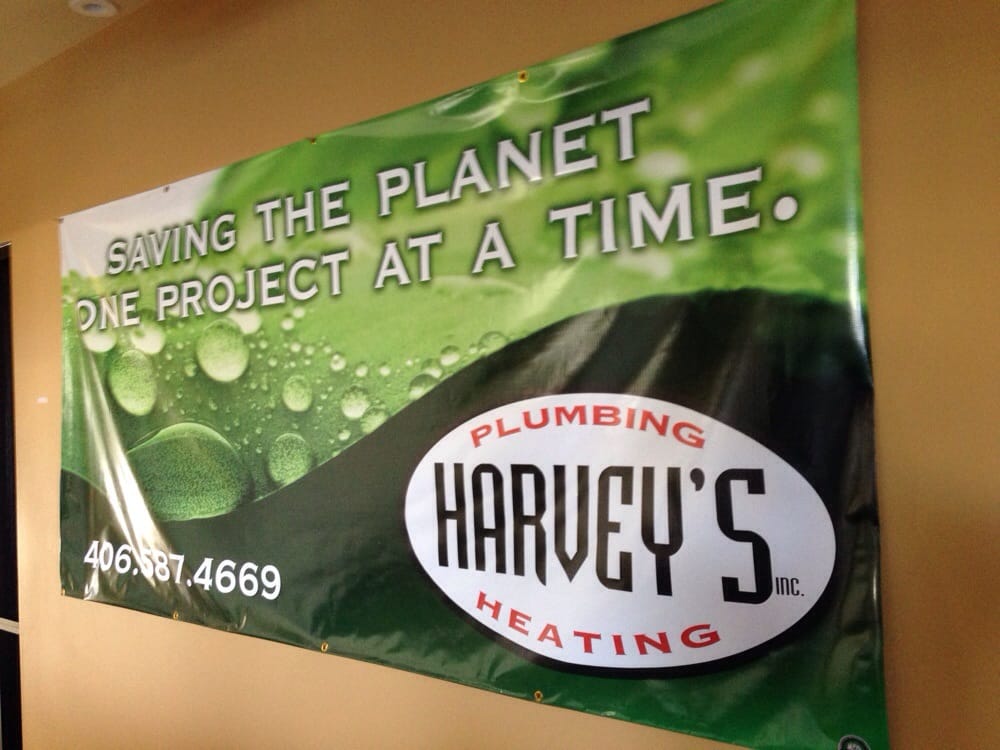 SAVING THE PLANET
ONE PROJECT AT A TIME.
PLUMBING
HARVEY'S
INC.
HEATING
406.587.4669